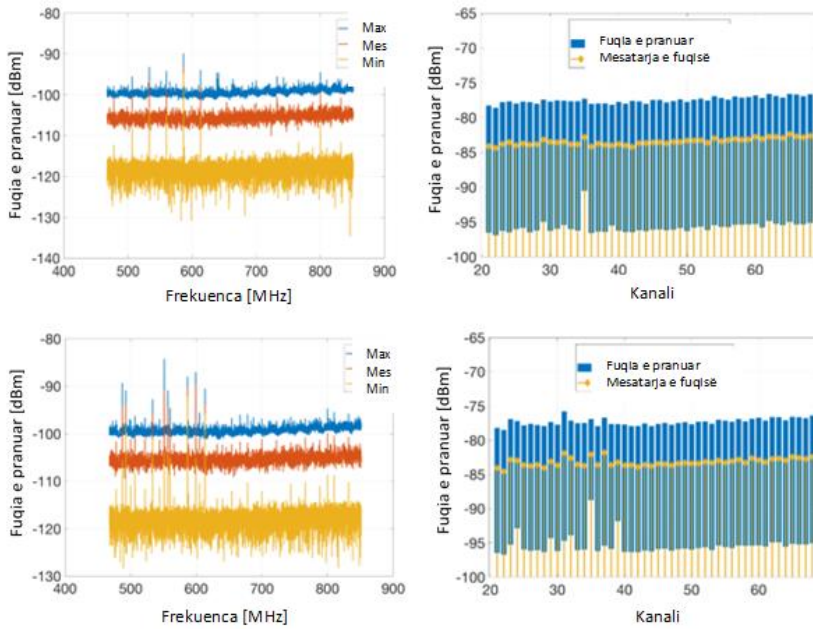 -80
-90
-100
-110
-120
-130
-140
Fuqia e pranuar [dBm]
Max
Mes
Min
400 500 600 700 800 900
Frekuenca [MHz]
-65
-70
-75
-80
-85
-90
-95
-100
Fuqia e pranuar [dBm]
Fuqia e pranuar
Mesatarja e fuqisë
20 30 40 50 60
Kanali
-80
-90
-100
-110
-120
-130
Fuqia e pranuar [dBm]
Max
Mes
Min
400 500 600 700 800 900
Frekuenca [MHz]
-65
-70
-75
-80
-85
-90
-95
-100
Fuqia e pranuar [dBm]
Fuqia e pranuar
Mesatarja e fuqisë
20 30 40 50 60
Kanali